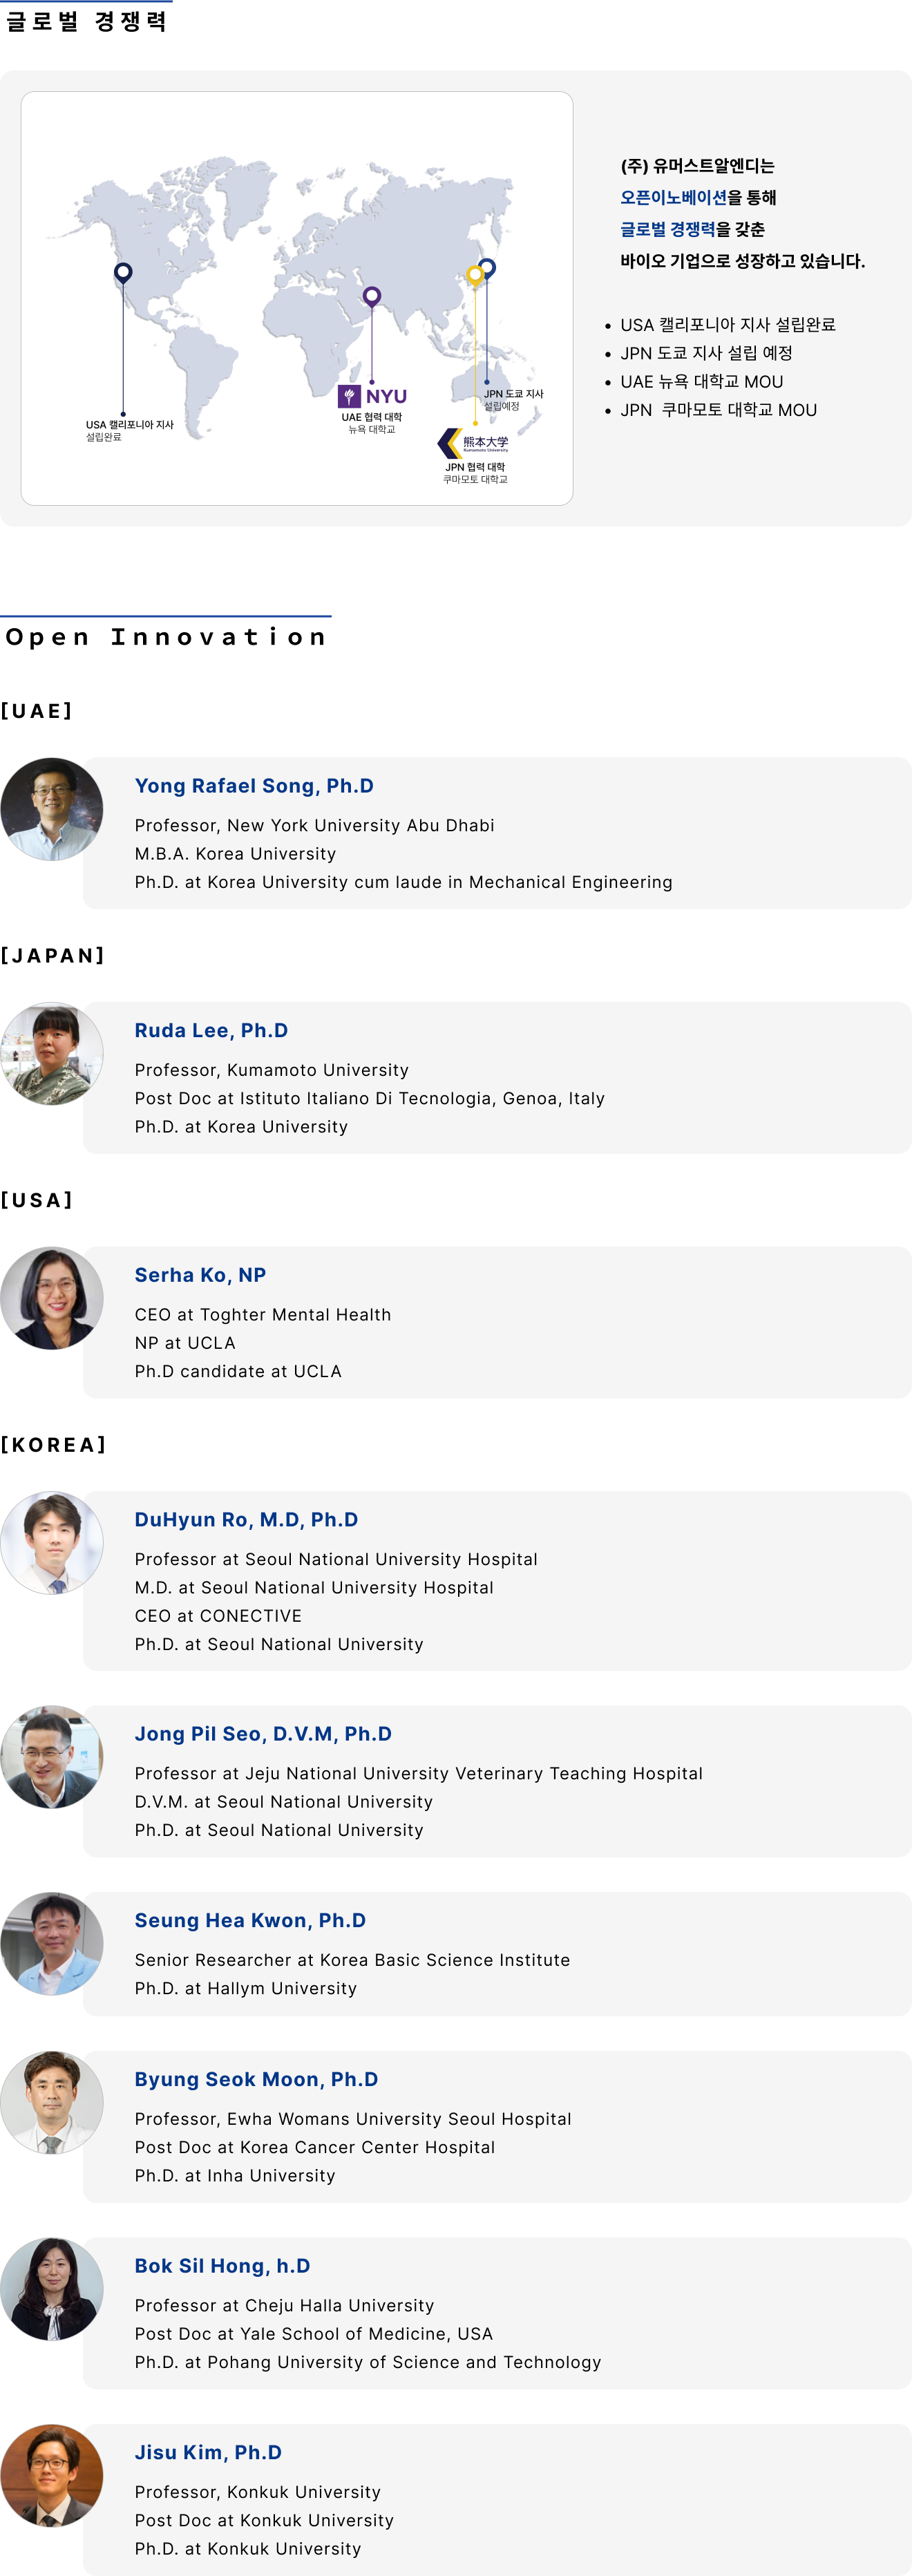 글로벌 경쟁력
(주) 유머스트알엔디는
오픈이노베이션을 통해
글로벌 경쟁력을 갖춘
바이오 기업으로 성장하고 있습니다.
• USA 캘리포니아 지사 설립완료
• JPN 도쿄 지사 설립 예정
• UAE 뉴욕 대학교 MOU
• JPN 쿠마모토 대학교 MOU
USA 캘리포니아 지사
설립완료
NYU
UAE 협력 대학
뉴욕 대학교
JPN 도쿄 지사
설립예정
熊本大学
Kumamoto University
JPN 협력 대학
쿠마모토 대학교
Open Innovation
[UAE]
Yong Rafael Song, Ph.D
Professor, New York University Abu Dhabi
M.B.A. Korea University
Ph.D. at Korea University cum laude in Mechanical Engineering
[JAPAN]
Ruda Lee, Ph.D
Professor, Kumamoto University
Post Doc at Istituto Italiano Di Tecnologia, Genoa, Italy
Ph.D. at Korea University
[USA]
Serha Ko, NP
CEO at Toghter Mental Health
NP at UCLA
Ph.D candidate at UCLA
[KOREA]
DuHyun Ro, M.D, Ph.D
Professor at Seoul National University Hospital
M.D. at Seoul National University Hospital
CEO at CONECTIVE
Ph.D. at Seoul National University
Jong Pil Seo, D.V.M, Ph.D
Professor at Jeju National University Veterinary Teaching Hospital
D.V.M. at Seoul National University
Ph.D. at Seoul National University
Seung Hea Kwon, Ph.D
Senior Researcher at Korea Basic Science Institute
Ph.D. at Hallym University
Byung Seok Moon, Ph.D
Professor, Ewha Womans University Seoul Hospital
Post Doc at Korea Cancer Center Hospital
Ph.D. at Inha University
Bok Sil Hong, h.D
Professor at Cheju Halla University
Post Doc at Yale School of Medicine, USA
Ph.D. at Pohang University of Science and Technology
Jisu Kim, Ph.D
Professor, Konkuk University
Post Doc at Konkuk University
Ph.D. at Konkuk University